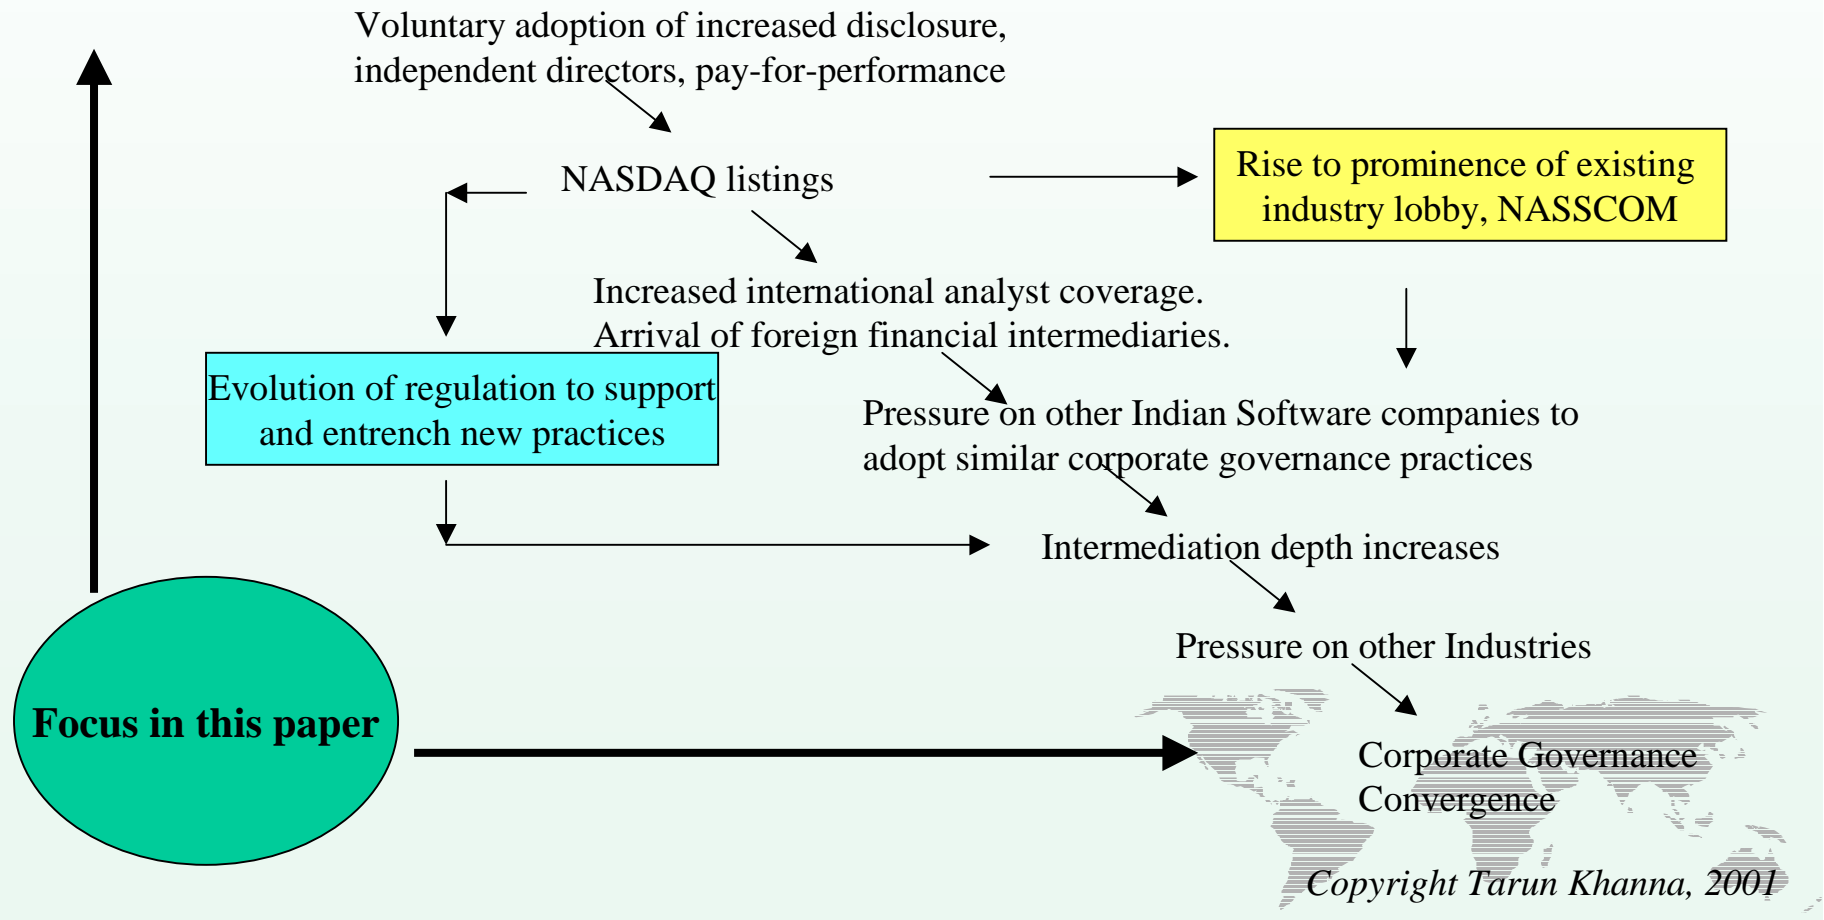 Voluntary adoption of increased disclosure,
independent directors, pay-for-performance
NASDAQ listings
Rise to prominence of existing
industry lobby, NASSCOM
Increased international analyst coverage.
Arrival of foreign financial intermediaries.
Evolution of regulation to support
and entrench new practices
Pressure on other Indian Software companies to
adopt similar corporate governance practices
Intermediation depth increases
Pressure on other Industries
Focus in this paper
Corporate Governance
Convergence
Copyright Tarun Khanna, 2001